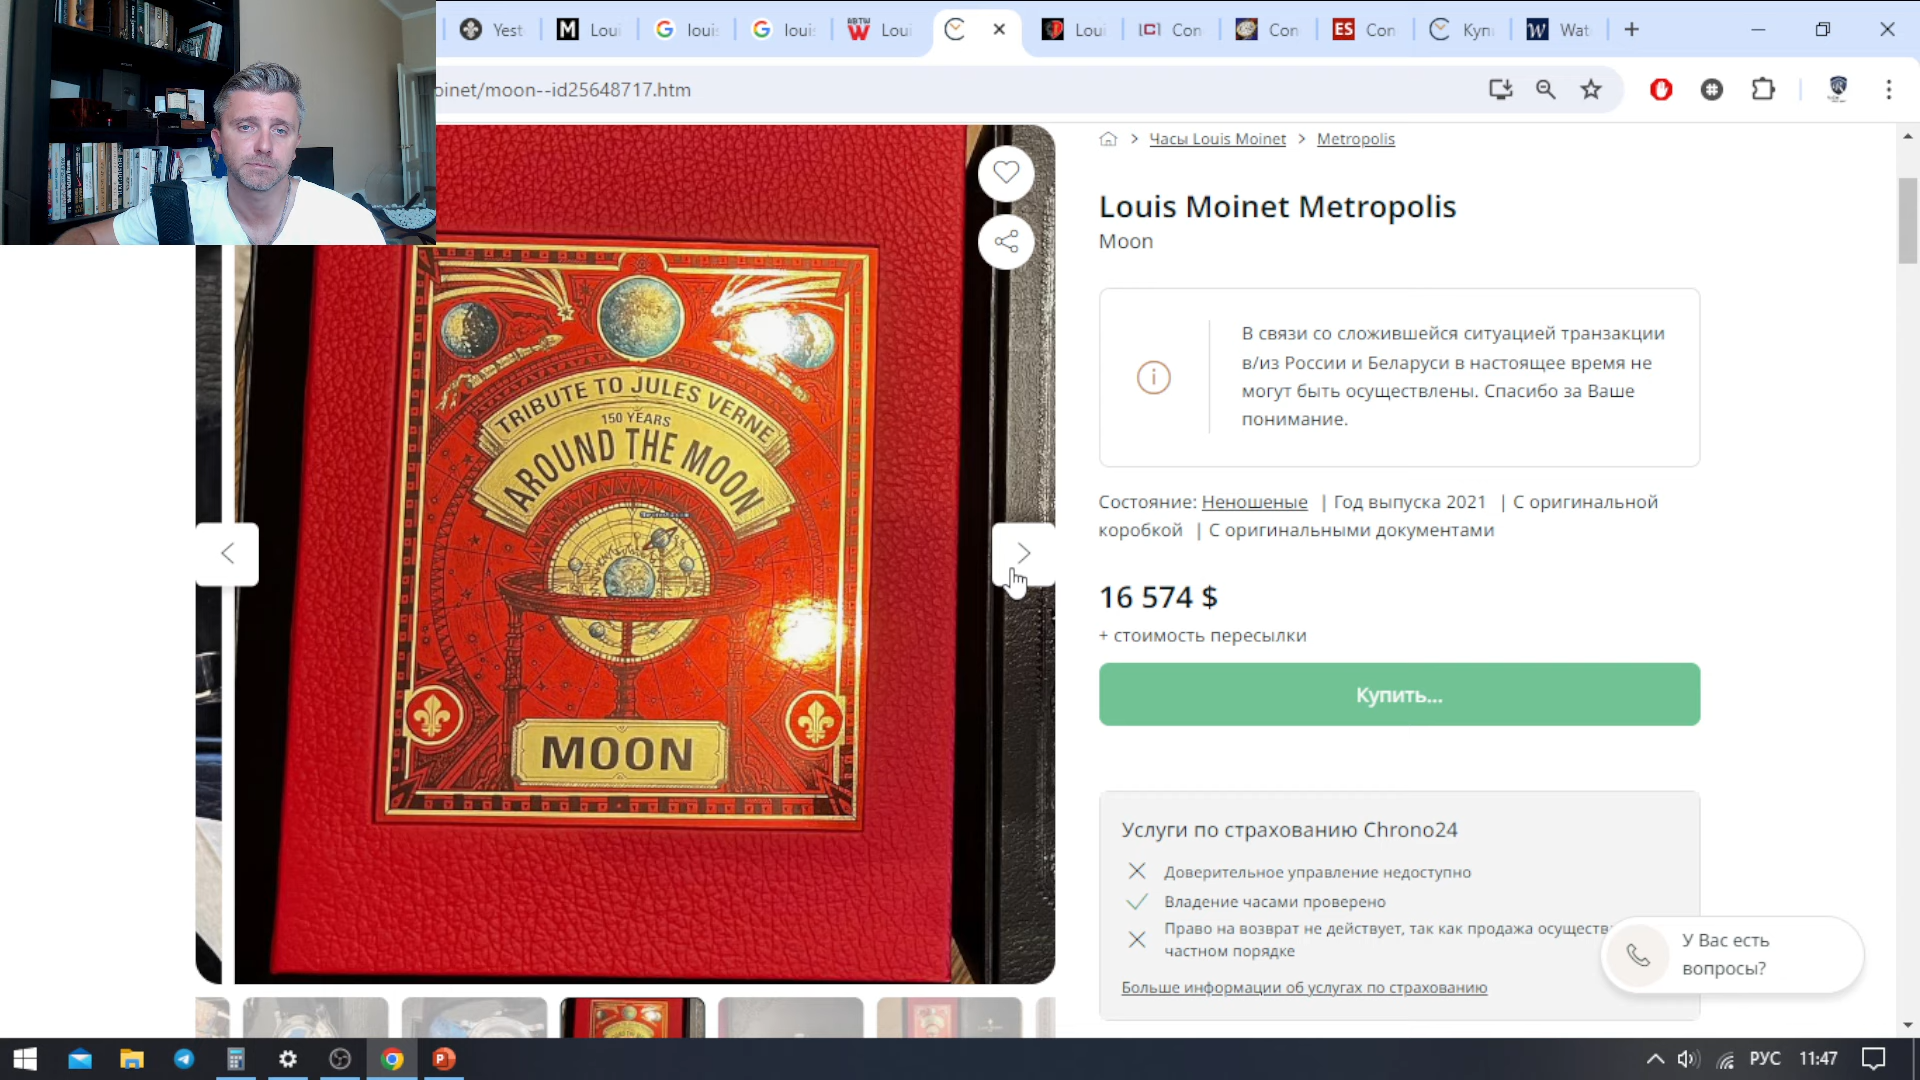 Yest
Loui
louis
louis
Loui
Loui
Con
Con
Con
Купи
Wat
oinet/moon--id25648717.htm
Часы Louis Moinet > Metropolis
Louis Moinet Metropolis
Moon
В связи со сложившейся ситуацией транзакции
в/из России и Беларуси в настоящее время не
могут быть осуществлены. Спасибо за Ваше
понимание.
Состояние: Неношеные | Год выпуска 2021 | С оригинальной
коробкой | С оригинальными документами
16 574 $
+ стоимость пересылки
Купить...
Услуги по страхованию Chrono24
Доверительное управление недоступно
Владение часами проверено
Право на возврат не действует, так как продажа осуществ
частном порядке
Больше информации об услугах по страхованию
У Вас есть
вопросы?
TRIBUTE TO JULES VERNE
150 YEARS
AROUND THE MOON
MOON
РУС 11:47